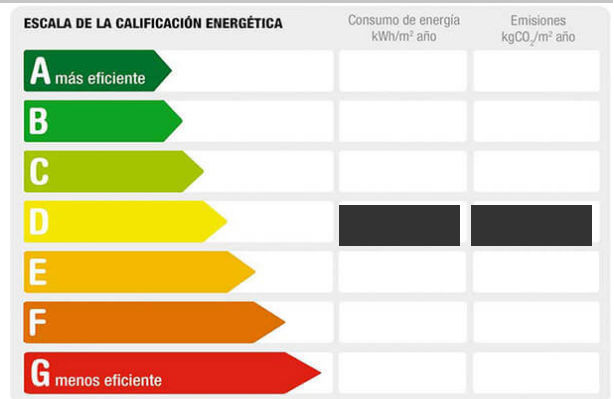 ESCALA DE LA CALIFICACIÓN ENERGÉTICA
Consumo de energía
kWh/m² año
Emisiones
kgCO₂/m² año
A más eficiente
B
C
D
E
F
G menos eficiente